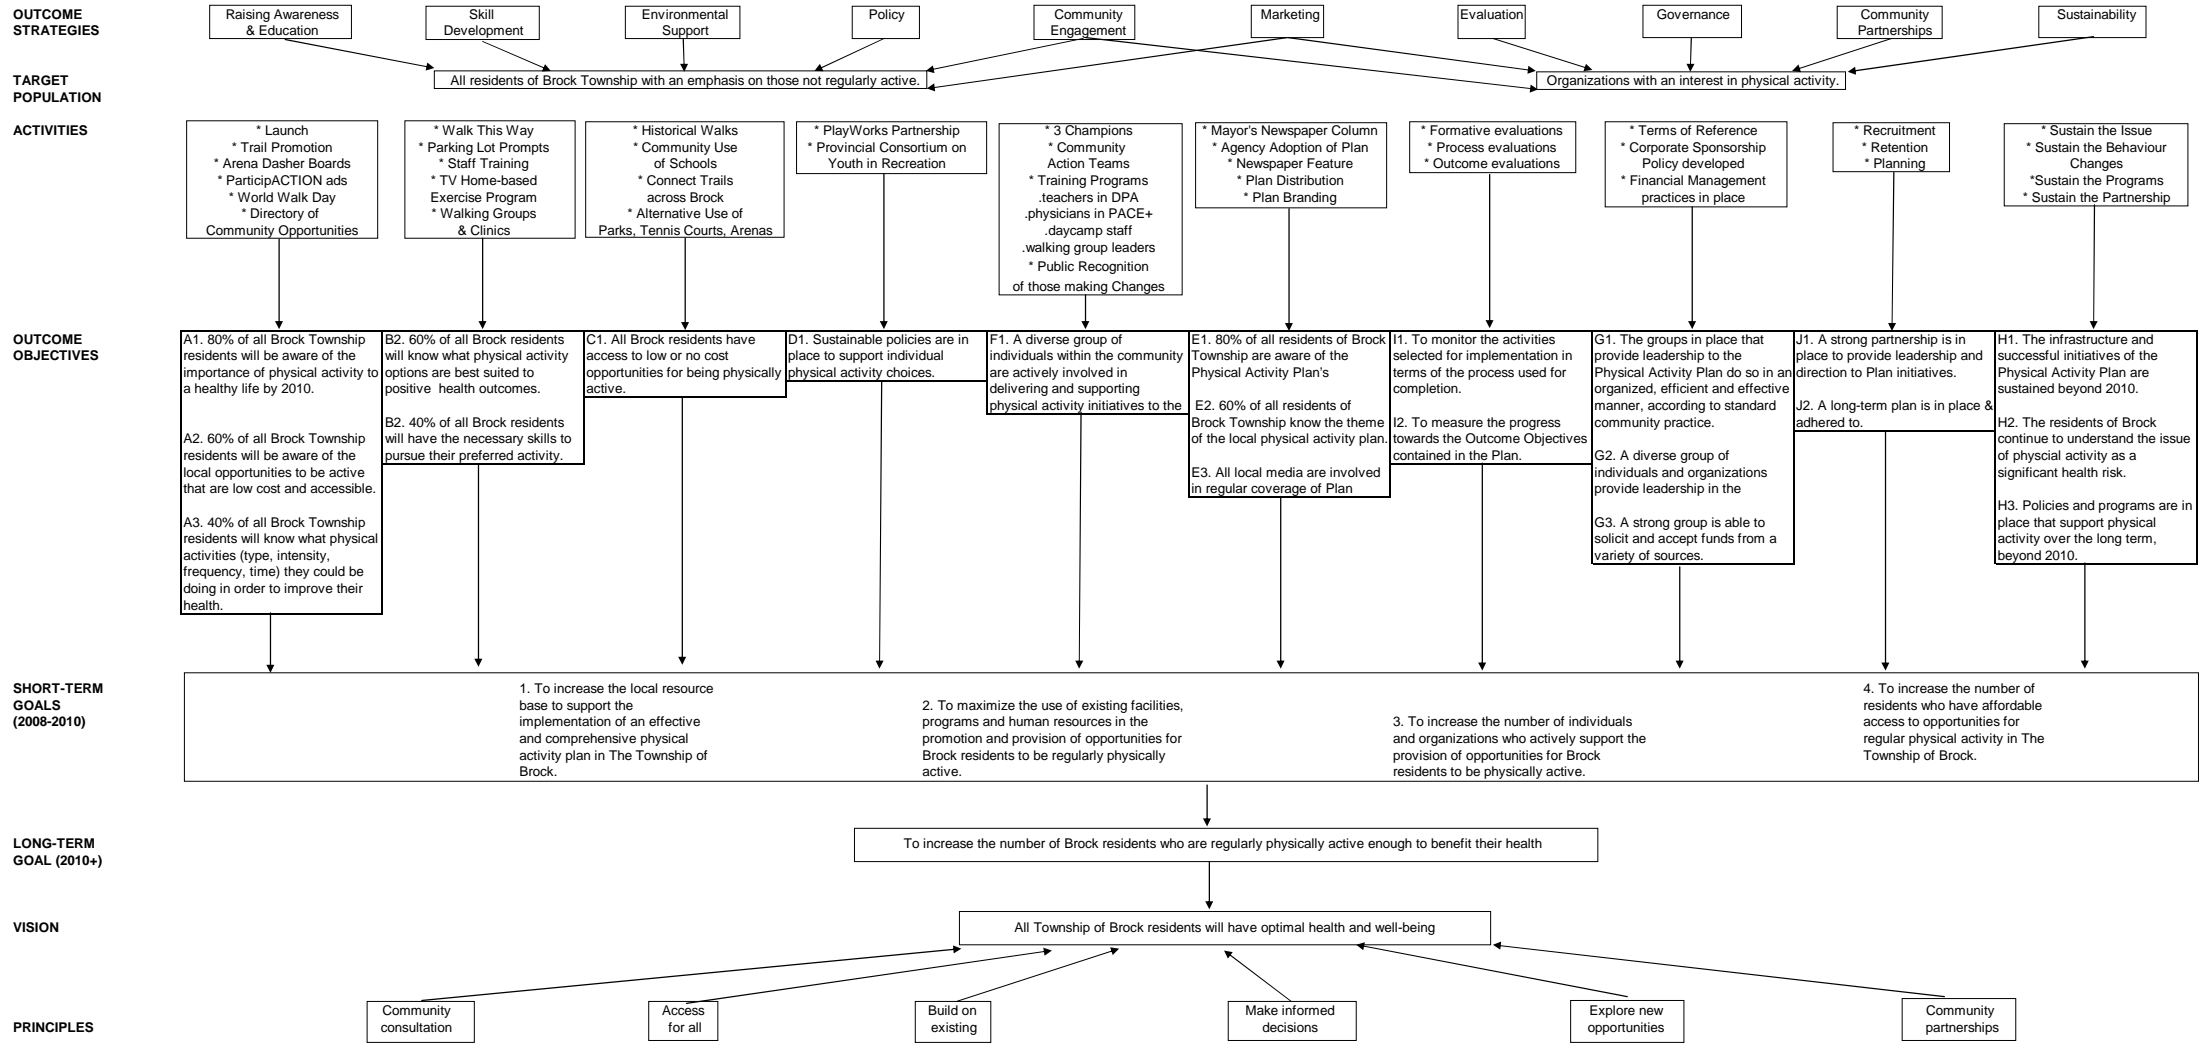 OUTCOME
STRATEGIES
Raising Awareness
& Education
Skill
Development
Environmental
Support
Policy
Community
Engagement
Marketing
Evaluation
Governance
Community
Partnerships
Sustainability
TARGET
POPULATION
All residents of Brock Township with an emphasis on those not regularly active.
Organizations with an interest in physical activity.
ACTIVITIES
* Launch
* Trail Promotion
* Arena Dasher Boards
* ParticipACTION ads
* World Walk Day
* Directory of
Community Opportunities
* Walk This Way
* Parking Lot Prompts
* Staff Training
* TV Home-based
Exercise Program
* Walking Groups
& Clinics
* Historical Walks
* Community Use
of Schools
* Connect Trails
across Brock
* Alternative Use of
Parks, Tennis Courts, Arenas
* PlayWorks Partnership
* Provincial Consortium on
Youth in Recreation
* 3 Champions
* Community
Action Teams
* Training Programs
.teachers in DPA
.physicians in PACE+
.daycamp staff
.walking group leaders
* Public Recognition
of those making Changes
* Mayor's Newspaper Column
* Agency Adoption of Plan
* Newspaper Feature
* Plan Distribution
* Plan Branding
* Formative evaluations
* Process evaluations
* Outcome evaluations
* Terms of Reference
* Corporate Sponsorship
Policy developed
* Financial Management
practices in place
* Recruitment
* Retention
* Planning
* Sustain the Issue
* Sustain the Behaviour
Changes
*Sustain the Programs
* Sustain the Partnership
OUTCOME
OBJECTIVES
A1. 80% of all Brock Township
residents will be aware of the
importance of physical activity to
a healthy life by 2010.
A2. 60% of all Brock Township
residents will be aware of the
local opportunities to be active
that are low cost and accessible.
A3. 40% of all Brock Township
residents will know what physical
activities (type, intensity,
frequency, time) they could be
doing in order to improve their
health.
B2. 60% of all Brock residents
will know what physical activity
options are best suited to
positive health outcomes.
B2. 40% of all Brock residents
will have the necessary skills to
pursue their preferred activity.
C1. All Brock residents have
access to low or no cost
opportunities for being physically
active.
D1. Sustainable policies are in
place to support individual
physical activity choices.
F1. A diverse group of
individuals within the community
are actively involved in
delivering and supporting
physical activity initiatives to the
E1. 80% of all residents of Brock
Township are aware of the
Physical Activity Plan's
E2. 60% of all residents of
Brock Township know the theme
of the local physical activity plan.
E3. All local media are involved
in regular coverage of Plan
I1. To monitor the activities
selected for implementation in
terms of the process used for
completion.
I2. To measure the progress
towards the Outcome Objectives
contained in the Plan.
G1. The groups in place that
provide leadership to the
Physical Activity Plan do so in an
organized, efficient and effective
manner, according to standard
community practice.
G2. A diverse group of
individuals and organizations
provide leadership in the
G3. A strong group is able to
solicit and accept funds from a
variety of sources.
J1. A strong partnership is in
place to provide leadership and
direction to Plan initiatives.
J2. A long-term plan is in place &
adhered to.
H1. The infrastructure and
successful initiatives of the
Physical Activity Plan are
sustained beyond 2010.
H2. The residents of Brock
continue to understand the issue
of physcial activity as a
significant health risk.
H3. Policies and programs are in
place that support physical
activity over the long term,
beyond 2010.
SHORT-TERM
GOALS
(2008-2010)
1. To increase the local resource
base to support the
implementation of an effective
and comprehensive physical
activity plan in The Township of
Brock.
2. To maximize the use of existing facilities,
programs and human resources in the
promotion and provision of opportunities for
Brock residents to be regularly physically
active.
3. To increase the number of individuals
and organizations who actively support the
provision of opportunities for Brock
residents to be physically active.
4. To increase the number of
residents who have affordable
access to opportunities for
regular physical activity in The
Township of Brock.
LONG-TERM
GOAL (2010+)
To increase the number of Brock residents who are regularly physically active enough to benefit their health
VISION
All Township of Brock residents will have optimal health and well-being
PRINCIPLES
Community
consultation
Access
for all
Build on
existing
Make informed
decisions
Explore new
opportunities
Community
partnerships